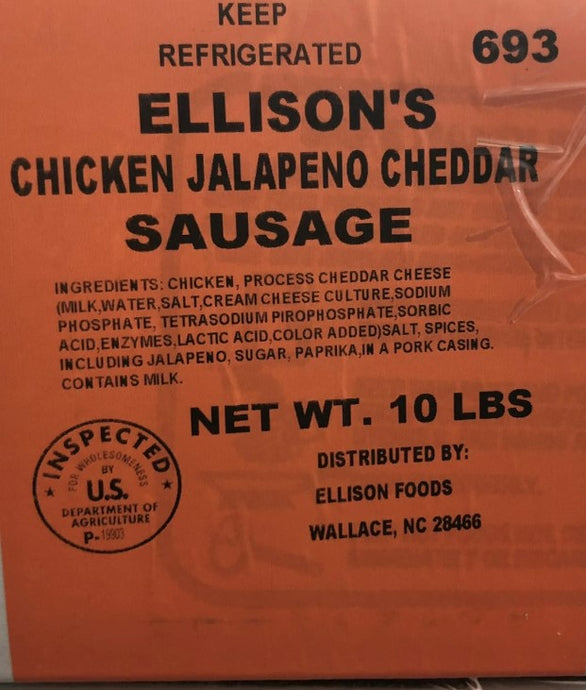 KEEP
REFRIGERATED
693
ELLISON'S
CHICKEN JALAPENO CHEDDAR
SAUSAGE
INGREDIENTS: CHICKEN, PROCESS CHEDDAR CHEESE
(MILK,WATER,SALT,CREAM CHEESE CULTURE,SODIUM
PHOSPHATE, TETRASODIUM PIROPHOSPHATE,SORBIC
ACID,ENZYMES,LACTIC ACID,COLOR ADDED)SALT, SPICES,
INCLUDING JALAPENO, SUGAR, PAPRIKA,IN A PORK CASING.
CONTAINS MILK.
NET WT. 10 LBS
INSPECTED
FOR WHOLESOMENESS
BY
U.S.
DEPARTMENT OF
AGRICULTURE
P-19903
DISTRIBUTED BY:
ELLISON FOODS
WALLACE, NC 28466